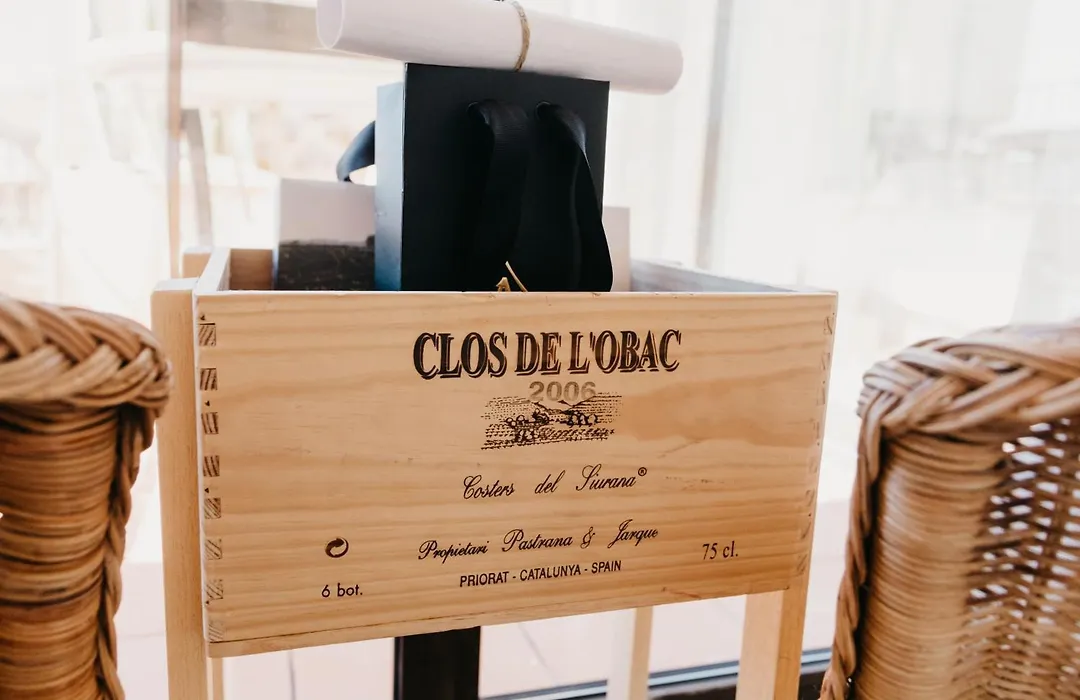 CLOS DE L'OBAC
2006
Costers del Siurana®
Propietari Pastrana & Jarque
6 bot.
75 cl.
PRIORAT - CATALUNYA - SPAIN